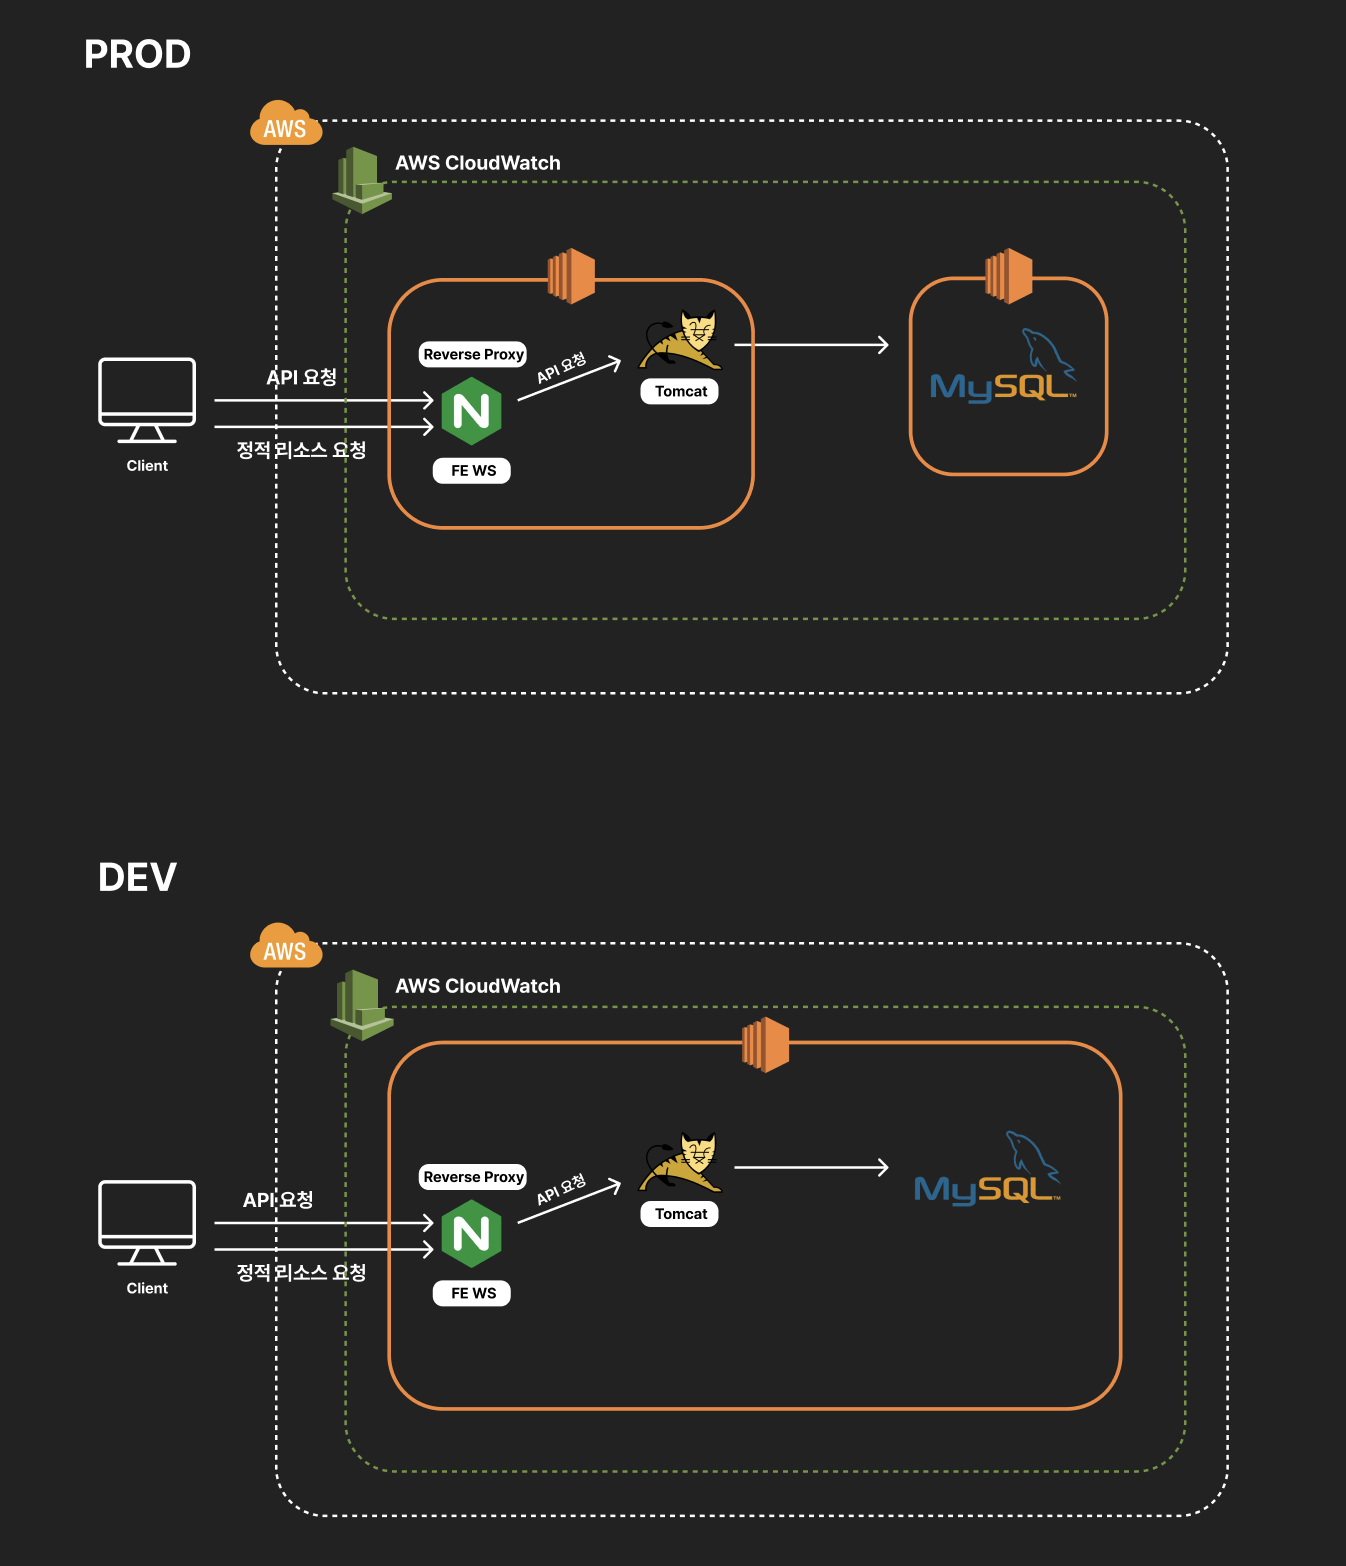 PROD
AWS
AWS CloudWatch
Reverse Proxy
API 요청
Tomcat
MySQL™
API 요청
정적 리소스 요청
FE WS
Client
DEV
AWS
AWS CloudWatch
Reverse Proxy
API 요청
Tomcat
MySQL™
API 요청
정적 리소스 요청
FE WS
Client